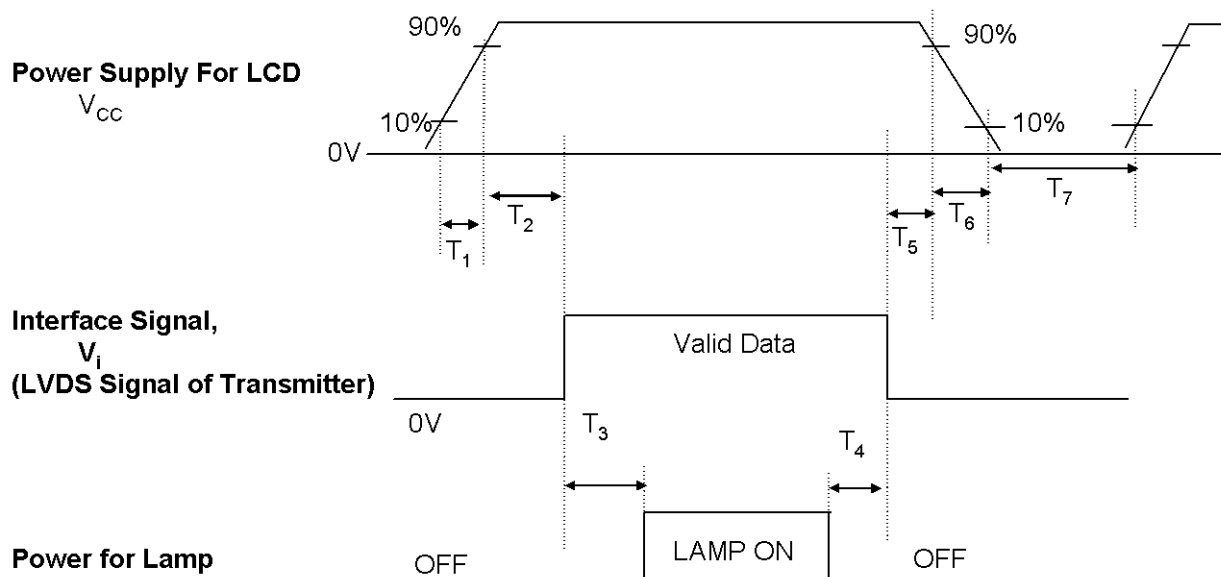 90%
90%
Power Supply For LCD
VCC
10%
10%
0V
T1
T2
T5
T6
T7
Interface Signal,
Vi
(LVDS Signal of Transmitter)
Valid Data
0V
T3
T4
Power for Lamp
OFF
LAMP ON
OFF